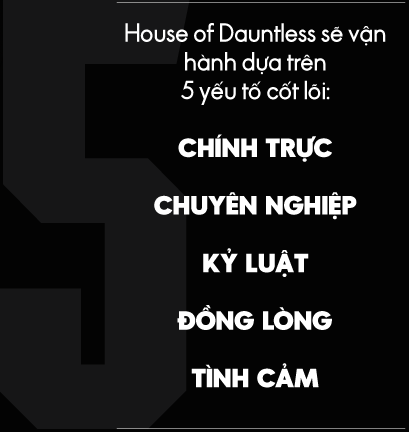 House of Dauntless sẽ vận
hành dựa trên
5 yếu tố cốt lõi:
CHÍNH TRỰC
CHUYÊN NGHIỆP
KỶ LUẬT
ĐỒNG LÒNG
TÌNH CẢM